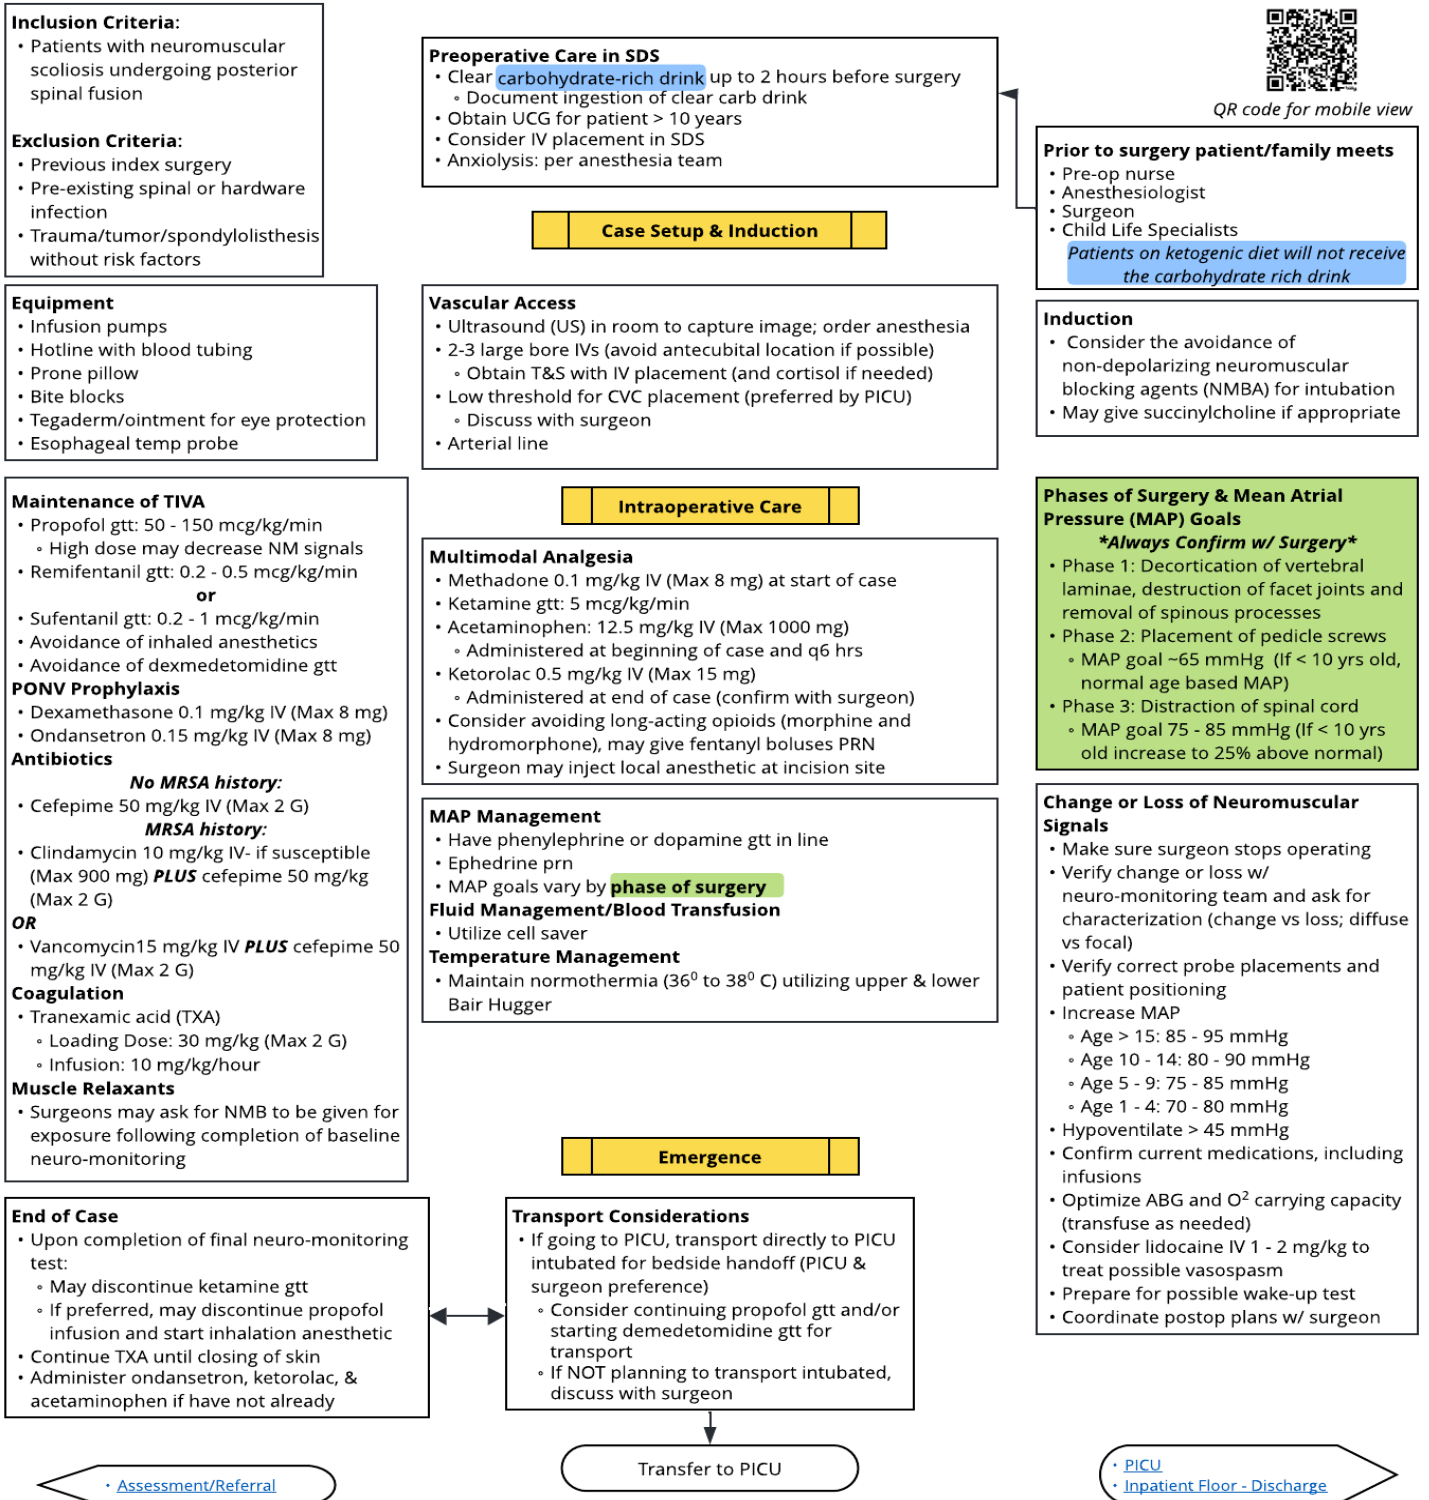 Inclusion Criteria:
• Patients with neuromuscular
scoliosis undergoing posterior
spinal fusion
Exclusion Criteria:
• Previous index surgery
• Pre-existing spinal or hardware
infection
• Trauma/tumor/spondylolisthesis
without risk factors
Preoperative Care in SDS
• Clear carbohydrate-rich drink up to 2 hours before surgery
◦ Document ingestion of clear carb drink
• Obtain UCG for patient > 10 years
• Consider IV placement in SDS
• Anxiolysis: per anesthesia team
QR code for mobile view
Prior to surgery patient/family meets
• Pre-op nurse
• Anesthesiologist
• Surgeon
• Child Life Specialists
Patients on ketogenic diet will not receive
the carbohydrate rich drink
Case Setup & Induction
Equipment
• Infusion pumps
• Hotline with blood tubing
• Prone pillow
• Bite blocks
• Tegaderm/ointment for eye protection
• Esophageal temp probe
Vascular Access
• Ultrasound (US) in room to capture image; order anesthesia
• 2-3 large bore IVs (avoid antecubital location if possible)
◦ Obtain T&S with IV placement (and cortisol if needed)
• Low threshold for CVC placement (preferred by PICU)
◦ Discuss with surgeon
• Arterial line
Induction
• Consider the avoidance of
non-depolarizing neuromuscular
blocking agents (NMBA) for intubation
• May give succinylcholine if appropriate
Intraoperative Care
Maintenance of TIVA
• Propofol gtt: 50 - 150 mcg/kg/min
◦ High dose may decrease NM signals
• Remifentanil gtt: 0.2 - 0.5 mcg/kg/min
or
• Sufentanil gtt: 0.2 - 1 mcg/kg/min
• Avoidance of inhaled anesthetics
• Avoidance of dexmedetomidine gtt
PONV Prophylaxis
• Dexamethasone 0.1 mg/kg IV (Max 8 mg)
• Ondansetron 0.15 mg/kg IV (Max 8 mg)
Antibiotics
No MRSA history:
• Cefepime 50 mg/kg IV (Max 2 G)
MRSA history:
• Clindamycin 10 mg/kg IV- if susceptible
(Max 900 mg) PLUS cefepime 50 mg/kg
(Max 2 G)
OR
• Vancomycin15 mg/kg IV PLUS cefepime 50
mg/kg IV (Max 2 G)
Coagulation
• Tranexamic acid (TXA)
◦ Loading Dose: 30 mg/kg (Max 2 G)
◦ Infusion: 10 mg/kg/hour
Muscle Relaxants
• Surgeons may ask for NMB to be given for
exposure following completion of baseline
neuro-monitoring
Multimodal Analgesia
• Methadone 0.1 mg/kg IV (Max 8 mg) at start of case
• Ketamine gtt: 5 mcg/kg/min
• Acetaminophen: 12.5 mg/kg IV (Max 1000 mg)
◦ Administered at beginning of case and q6 hrs
• Ketorolac 0.5 mg/kg IV (Max 15 mg)
◦ Administered at end of case (confirm with surgeon)
• Consider avoiding long-acting opioids (morphine and
hydromorphone), may give fentanyl boluses PRN
• Surgeon may inject local anesthetic at incision site
MAP Management
• Have phenylephrine or dopamine gtt in line
• Ephedrine prn
• MAP goals vary by phase of surgery
Fluid Management/Blood Transfusion
• Utilize cell saver
Temperature Management
• Maintain normothermia (36⁰ to 38⁰ C) utilizing upper & lower
Bair Hugger
Phases of Surgery & Mean Atrial
Pressure (MAP) Goals
*Always Confirm w/ Surgery*
• Phase 1: Decortication of vertebral
laminae, destruction of facet joints and
removal of spinous processes
• Phase 2: Placement of pedicle screws
◦ MAP goal ~65 mmHg (If < 10 yrs old,
normal age based MAP)
• Phase 3: Distraction of spinal cord
◦ MAP goal 75 - 85 mmHg (If < 10 yrs
old increase to 25% above normal)
Change or Loss of Neuromuscular
Signals
• Make sure surgeon stops operating
• Verify change or loss w/
neuro-monitoring team and ask for
characterization (change vs loss; diffuse
vs focal)
• Verify correct probe placements and
patient positioning
• Increase MAP
◦ Age > 15: 85 - 95 mmHg
◦ Age 10 - 14: 80 - 90 mmHg
◦ Age 5 - 9: 75 - 85 mmHg
◦ Age 1 - 4: 70 - 80 mmHg
• Hypoventilate > 45 mmHg
• Confirm current medications, including
infusions
• Optimize ABG and O² carrying capacity
(transfuse as needed)
• Consider lidocaine IV 1 - 2 mg/kg to
treat possible vasospasm
• Prepare for possible wake-up test
• Coordinate postop plans w/ surgeon
Emergence
End of Case
• Upon completion of final neuro-monitoring
test:
◦ May discontinue ketamine gtt
◦ If preferred, may discontinue propofol
infusion and start inhalation anesthetic
• Continue TXA until closing of skin
• Administer ondansetron, ketorolac, &
acetaminophen if have not already
Transport Considerations
• If going to PICU, transport directly to PICU
intubated for bedside handoff (PICU &
surgeon preference)
◦ Consider continuing propofol gtt and/or
starting demedetomidine gtt for
transport
◦ If NOT planning to transport intubated,
discuss with surgeon
Transfer to PICU
• Assessment/Referral
• PICU
• Inpatient Floor - Discharge